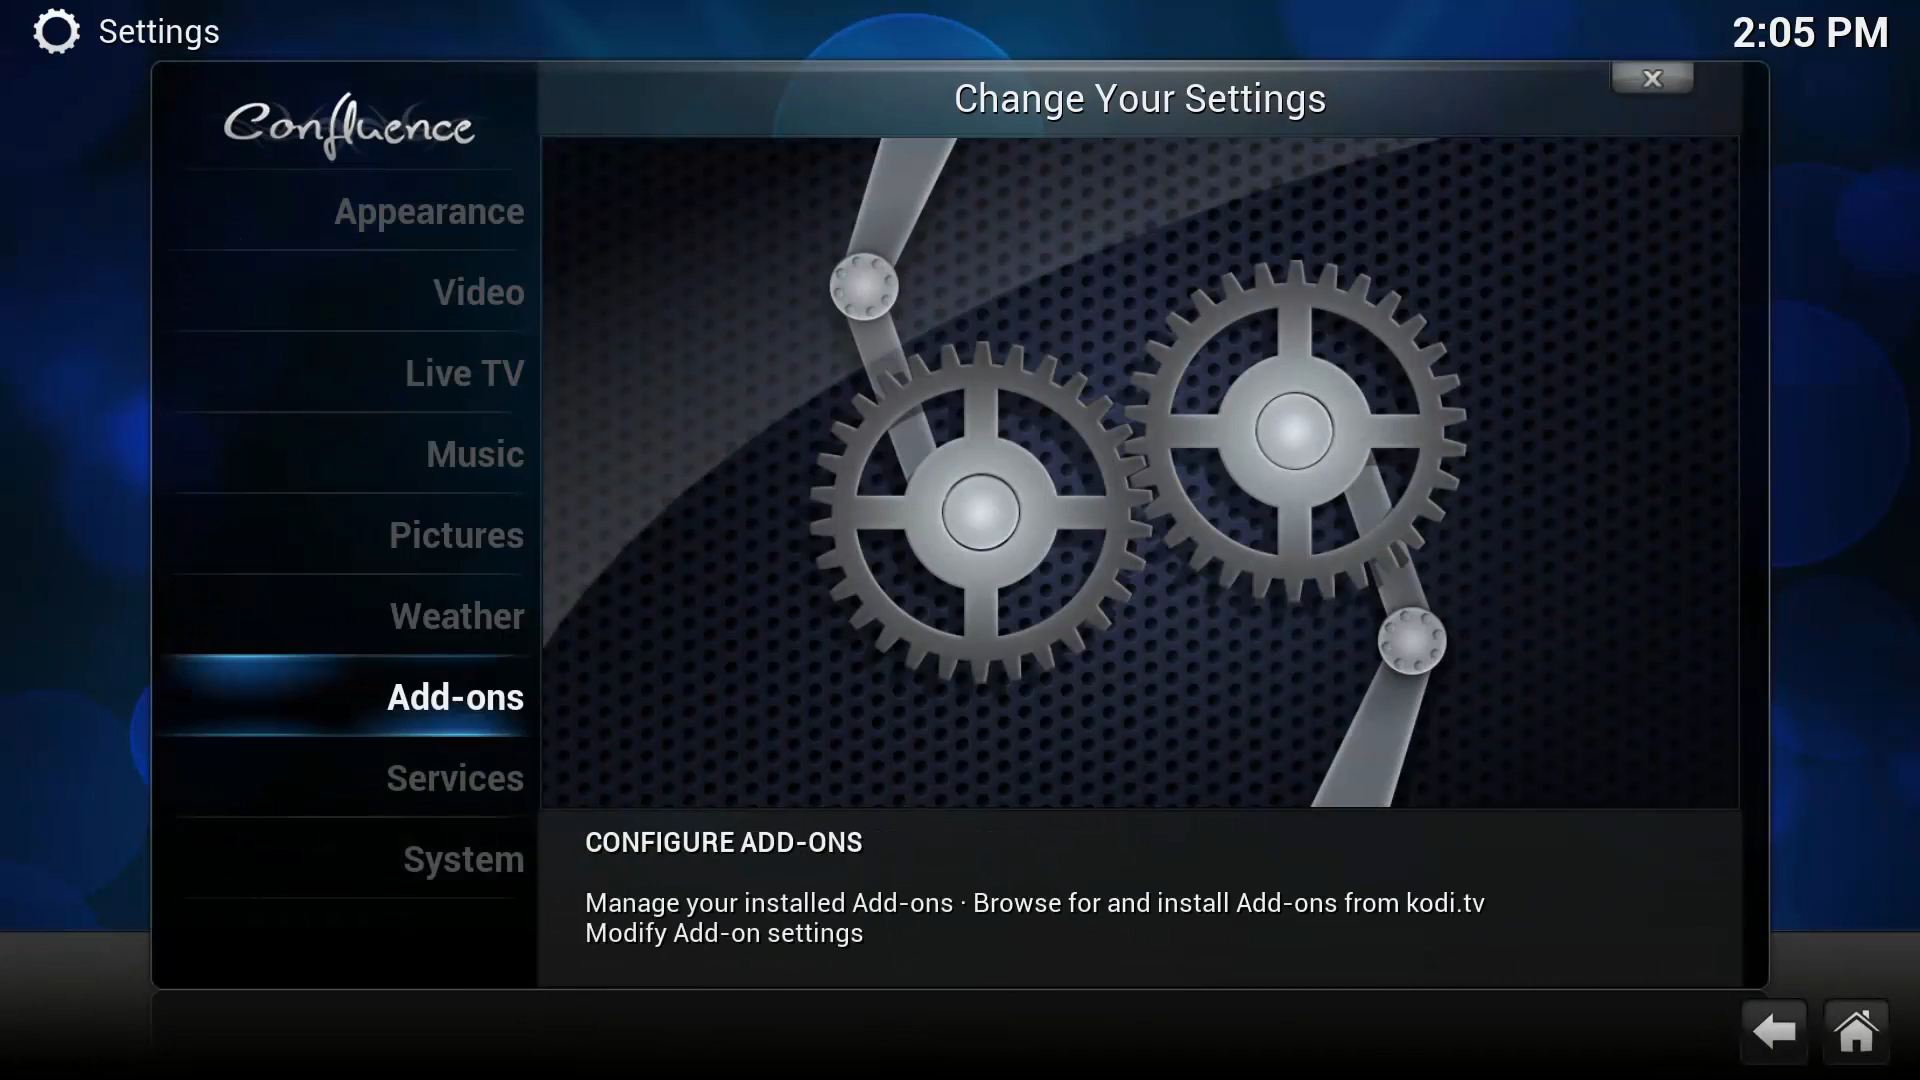 Settings
2:05 PM
Confluence
Change Your Settings
x
Appearance
Video
Live TV
Music
Pictures
Weather
Add-ons
Services
System
CONFIGURE ADD-ONS
Manage your installed Add-ons · Browse for and install Add-ons from kodi.tv
Modify Add-on settings